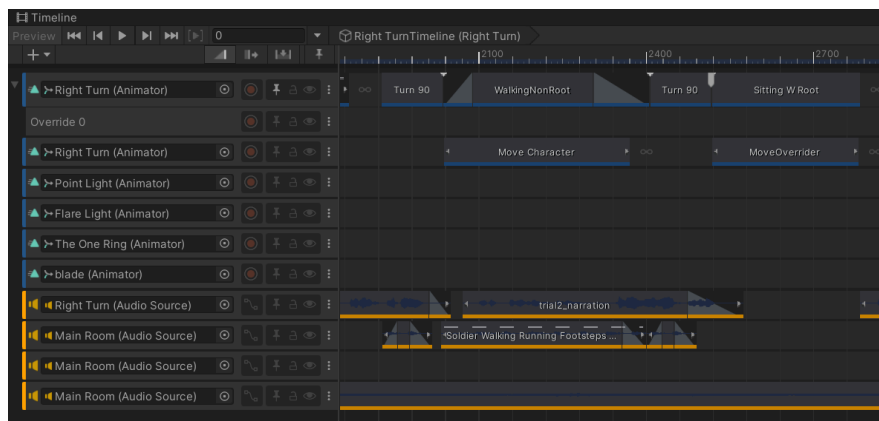 Timeline
Preview 0 Right TurnTimeline (Right Turn)
2100 2400 2700
Right Turn (Animator) Turn 90 WalkingNonRoot Turn 90 Sitting W Root
Override 0
Right Turn (Animator) Move Character MoveOverrider
Point Light (Animator)
Flare Light (Animator)
The One Ring (Animator)
blade (Animator)
Right Turn (Audio Source) trial2_narration
Main Room (Audio Source) Soldier Walking Running Footsteps ...
Main Room (Audio Source)
Main Room (Audio Source)